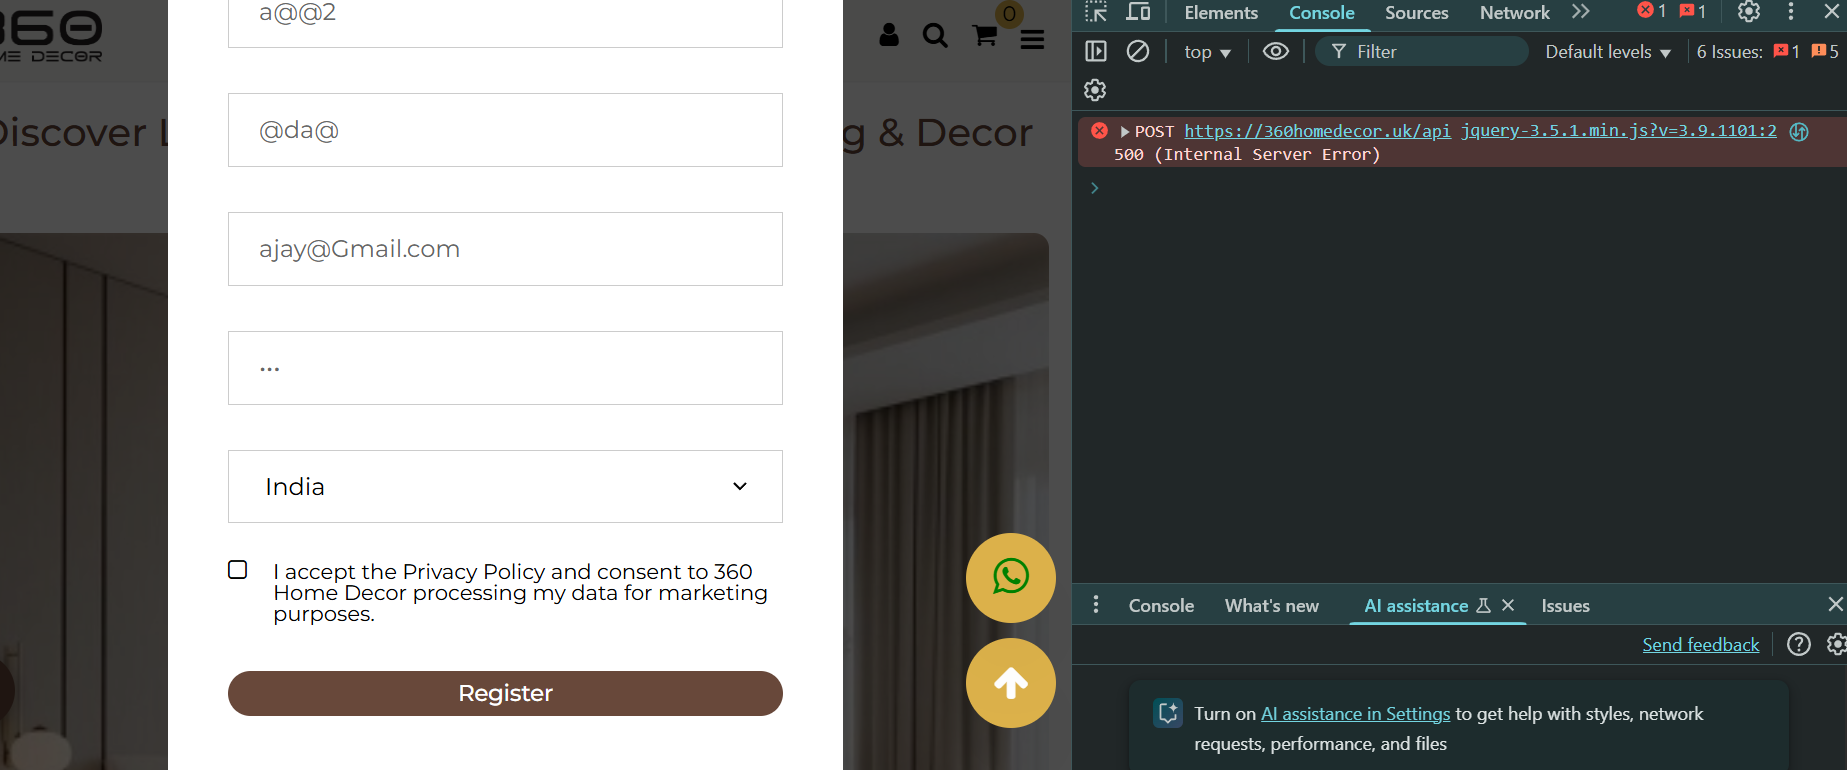 a@@2
360
ME DECOR
0
Discover L
g & Decor
@da@
ajay@Gmail.com
...
India
I accept the Privacy Policy and consent to 360
Home Decor processing my data for marketing
purposes.
Register
Elements Console Sources Network 1 1
top Filter Default levels 6 Issues: 1 5
POST https://360homedecor.uk/api jquery-3.5.1.min.js?v=3.9.1101:2
500 (Internal Server Error)
Console What's new AI assistance Issues
Send feedback
Turn on AI assistance in Settings to get help with styles, network
requests, performance, and files